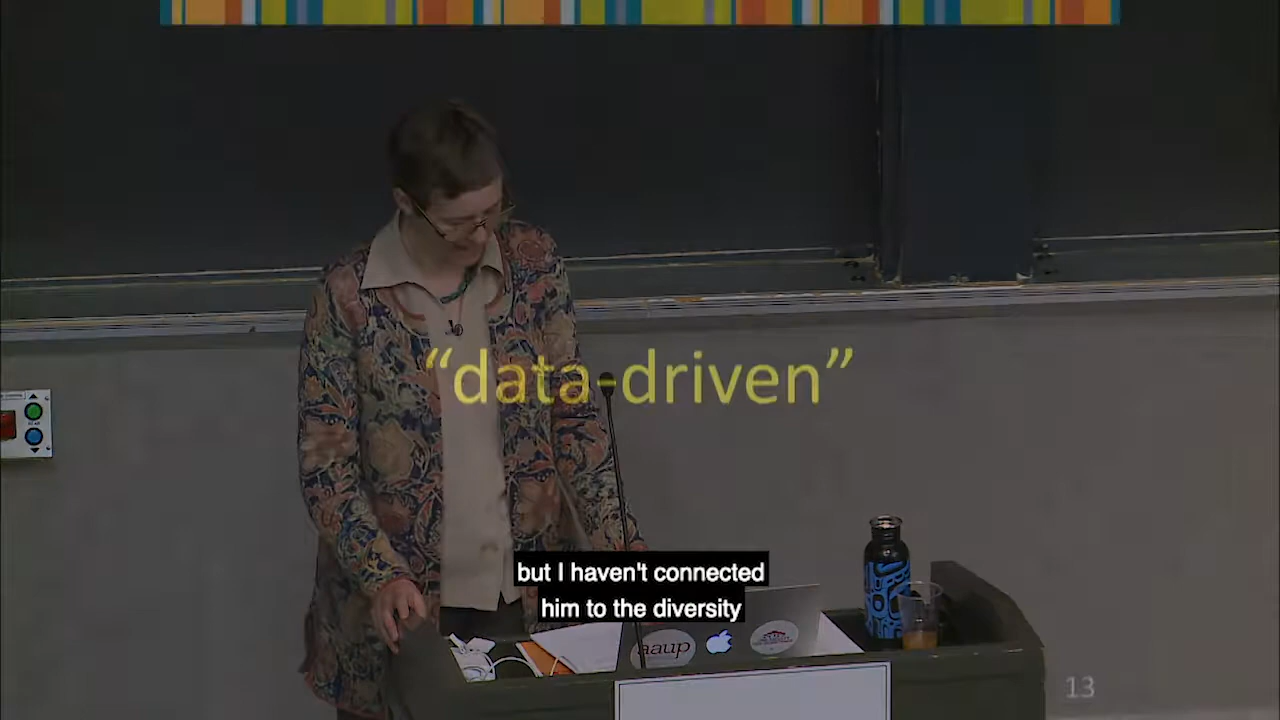 “data-driven”
but I haven't connected
him to the diversity
aaup
13